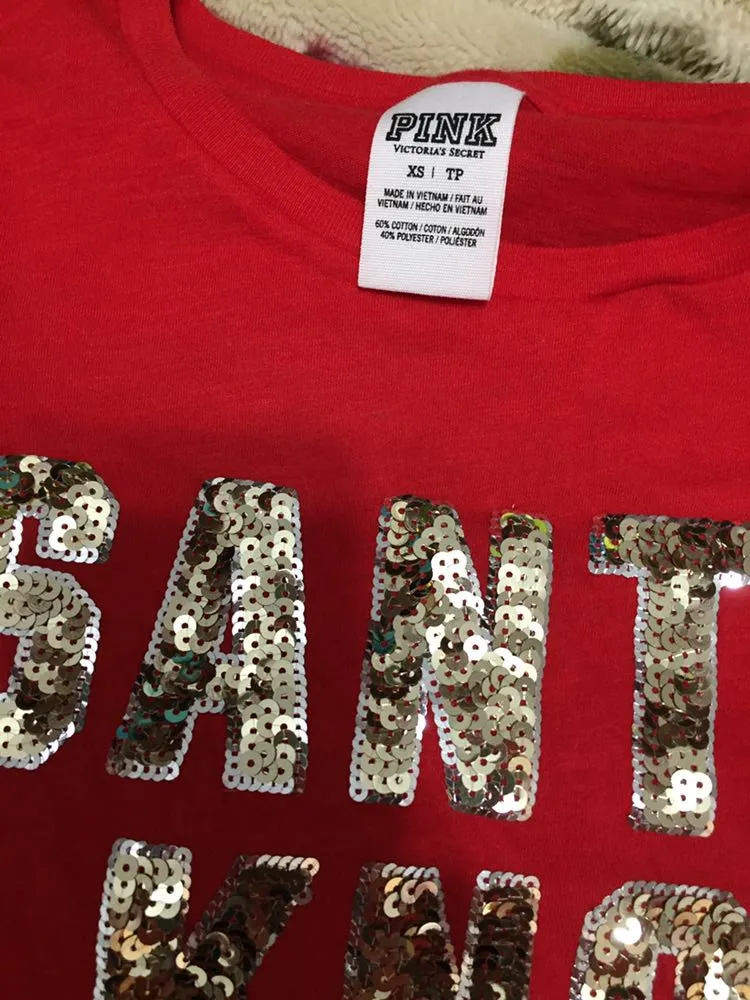 PINK
VICTORIA'S SECRET
XS | TP
MADE IN VIETNAM / FAIT AU
VIETNAM / HECHO EN VIETNAM
60% COTTON / COTON / ALGODÓN
40% POLYESTER / POLIÉSTER
SANT
KNO